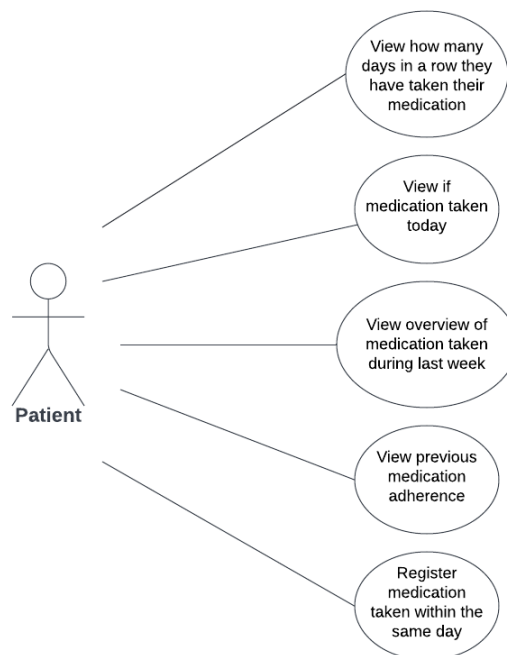 View how many
days in a row they
have taken their
medication
View if
medication taken
today
View overview of
medication taken
during last week
Patient
View previous
medication
adherence
Register
medication
taken within the
same day